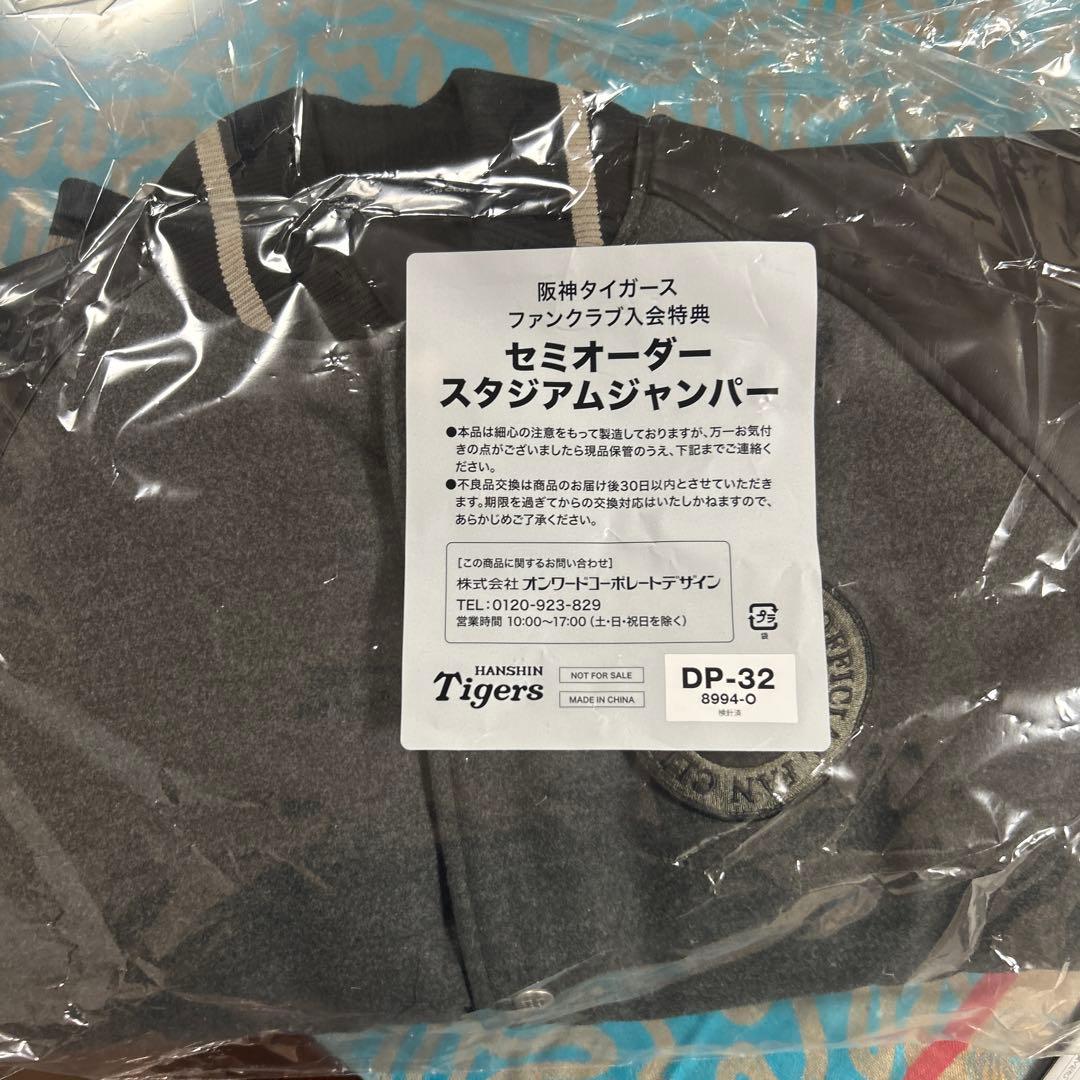 阪神タイガース
ファンクラブ入会特典
セミオーダー
スタジアムジャンパー
●本品は細心の注意をもって製造しておりますが、万一お気付
きの点がございましたら現品保管のうえ、下記までご連絡く
ださい。
●不良品交換は商品のお届け後30日以内とさせていただき
ます。期限を過ぎてからの交換対応はいたしかねますので、
あらかじめご了承ください。
[この商品に関するお問い合わせ]
株式会社 オンワードコーポレートデザイン
TEL:0120-923-829
営業時間 10:00〜17:00（土・日・祝日を除く）
プラ
袋
HANSHIN
Tigers
NOT FOR SALE
MADE IN CHINA
DP-32
8994-O
検針済
OFFICI
FAN CL